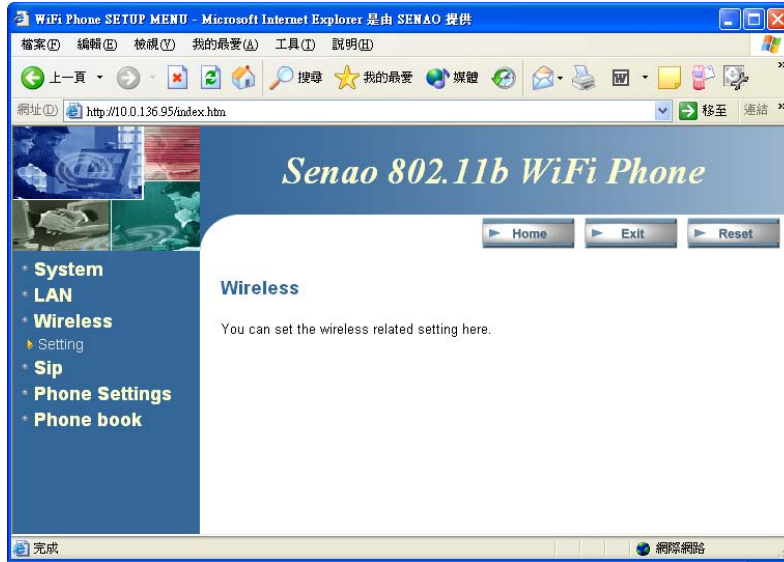 WiFi Phone SETUP MENU - Microsoft Internet Explorer 是由 SENAO 提供
檔案(F) 編輯(E) 檢視(V) 我的最愛(A) 工具(T) 說明(H)
上一頁 搜尋 我的最愛 媒體
網址(D) http://10.0.136.95/index.htm 移至 連結
Senao 802.11b WiFi Phone
Home Exit Reset
System
LAN
Wireless
Setting
Sip
Phone Settings
Phone book
Wireless
You can set the wireless related setting here.
完成 網際網路